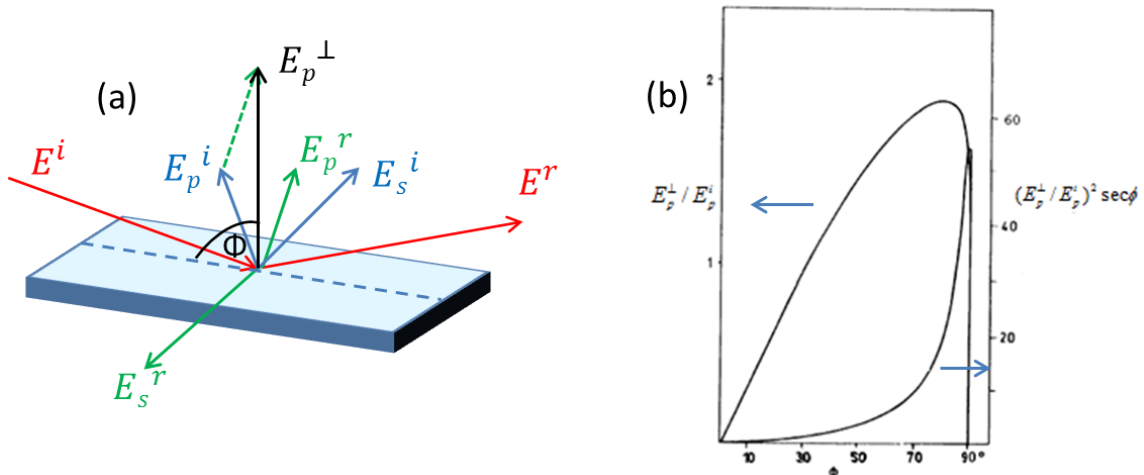 (a)
E_p^⊥
E^i
E_p^i
E_p^r
E_s^i
E^r
Φ
E_s^r
(b)
2
60
E_p^⊥ / E_p^i
(E_p^⊥ / E_p^i)^2 sec ϕ
40
1
20
10 30 50 70 90°